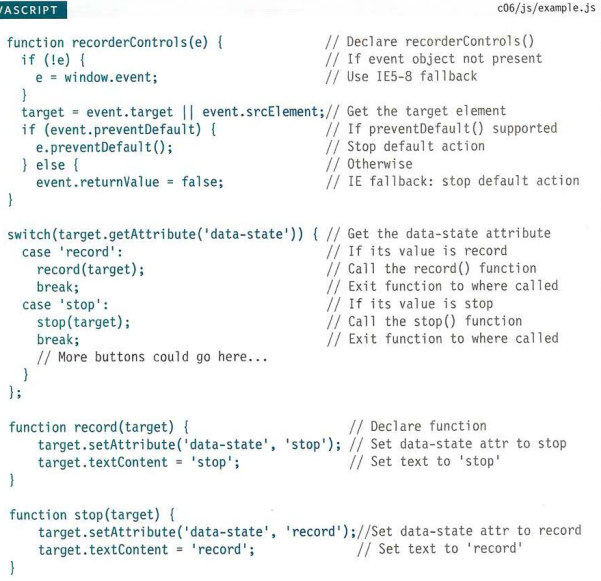 VASCRIPT
c06/js/example.js
function recorderControls(e) { // Declare recorderControls()
if (!e) { // If event object not present
e = window.event; // Use IE5-8 fallback
}
target = event.target || event.srcElement;// Get the target element
if (event.preventDefault) { // If preventDefault() supported
e.preventDefault(); // Stop default action
} else { // Otherwise
event.returnValue = false; // IE fallback: stop default action
}
switch(target.getAttribute('data-state')) { // Get the data-state attribute
case 'record': // If its value is record
record(target); // Call the record() function
break; // Exit function to where called
case 'stop': // If its value is stop
stop(target); // Call the stop() function
break; // Exit function to where called
// More buttons could go here...
}
};
function record(target) { // Declare function
target.setAttribute('data-state', 'stop'); // Set data-state attr to stop
target.textContent = 'stop'; // Set text to 'stop'
}
function stop(target) {
target.setAttribute('data-state', 'record');//Set data-state attr to record
target.textContent = 'record'; // Set text to 'record'
}